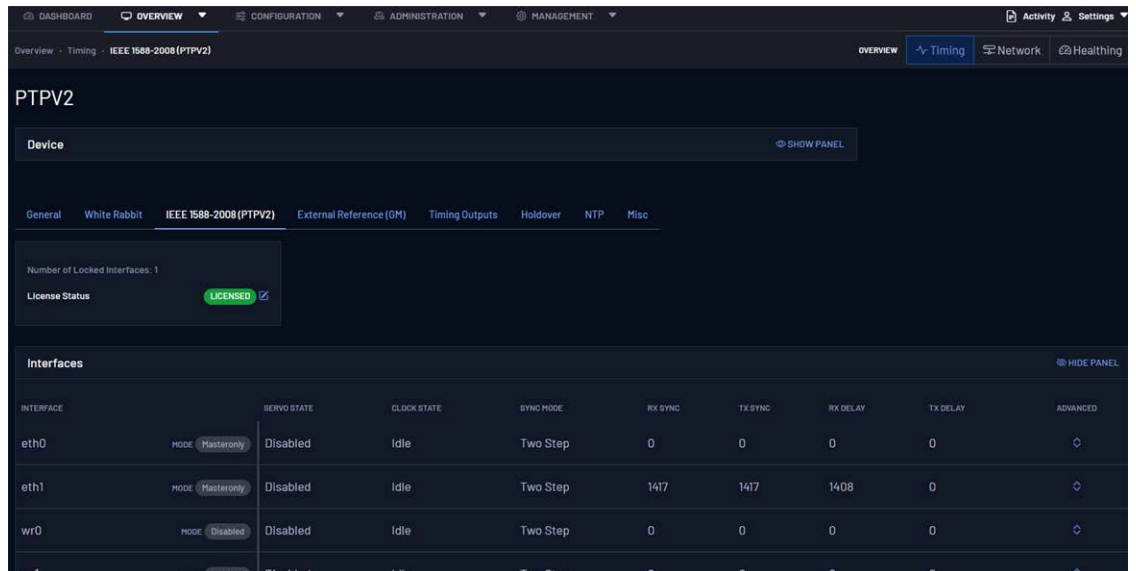 DASHBOARD OVERVIEW CONFIGURATION ADMINISTRATION MANAGEMENT Activity Settings
Overview - Timing - IEEE 1588-2008 (PTPV2) OVERVIEW Timing Network Healthing
PTPV2
Device SHOW PANEL
General White Rabbit IEEE 1588-2008 (PTPV2) External Reference (GM) Timing Outputs Holdover NTP Misc
Number of Locked Interfaces: 1
License Status LICENSED
Interfaces HIDE PANEL
INTERFACE SERVO STATE CLOCK STATE SYNC MODE RX SYNC TX SYNC RX DELAY TX DELAY ADVANCED
eth0 MODE Masteronly Disabled Idle Two Step 0 0 0 0
eth1 MODE Masteronly Disabled Idle Two Step 1417 1417 1408 0
wr0 MODE Disabled Disabled Idle Two Step 0 0 0 0